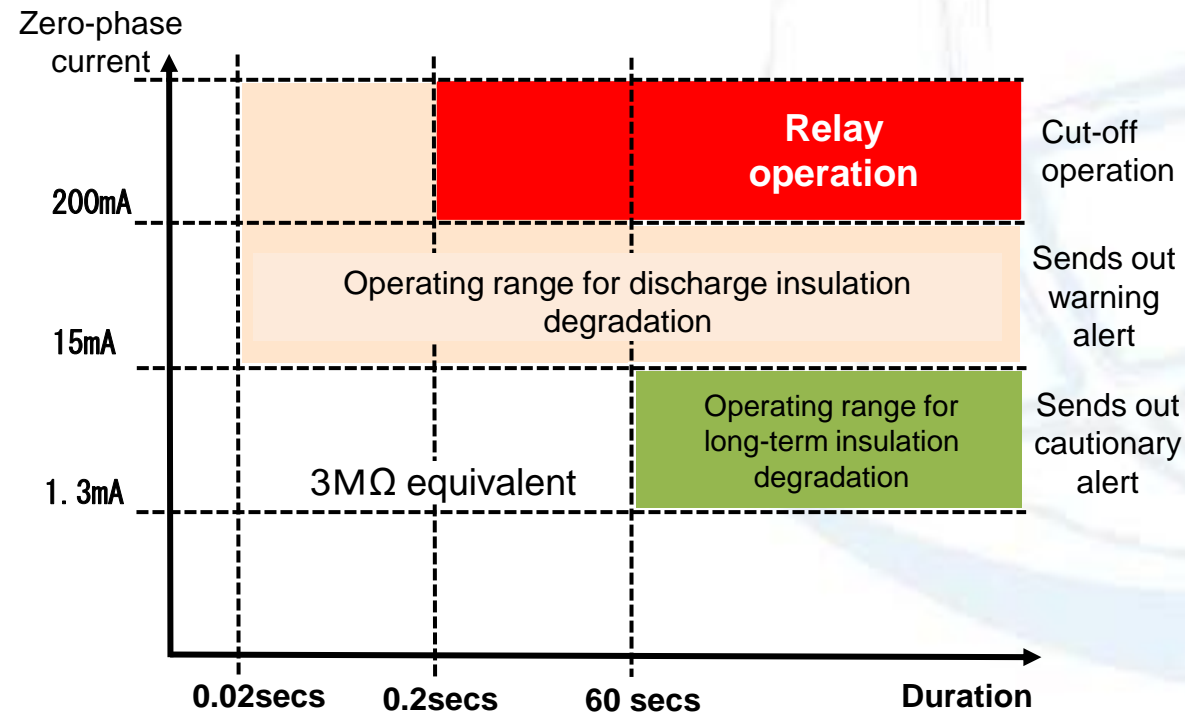 Zero-phase
current
Relay
operation
Cut-off
operation
200mA
Operating range for discharge insulation
degradation
Sends out
warning
alert
15mA
Operating range for
long-term insulation
degradation
Sends out
cautionary
alert
3MΩ equivalent
1. 3mA
0.02secs
0.2secs
60 secs
Duration